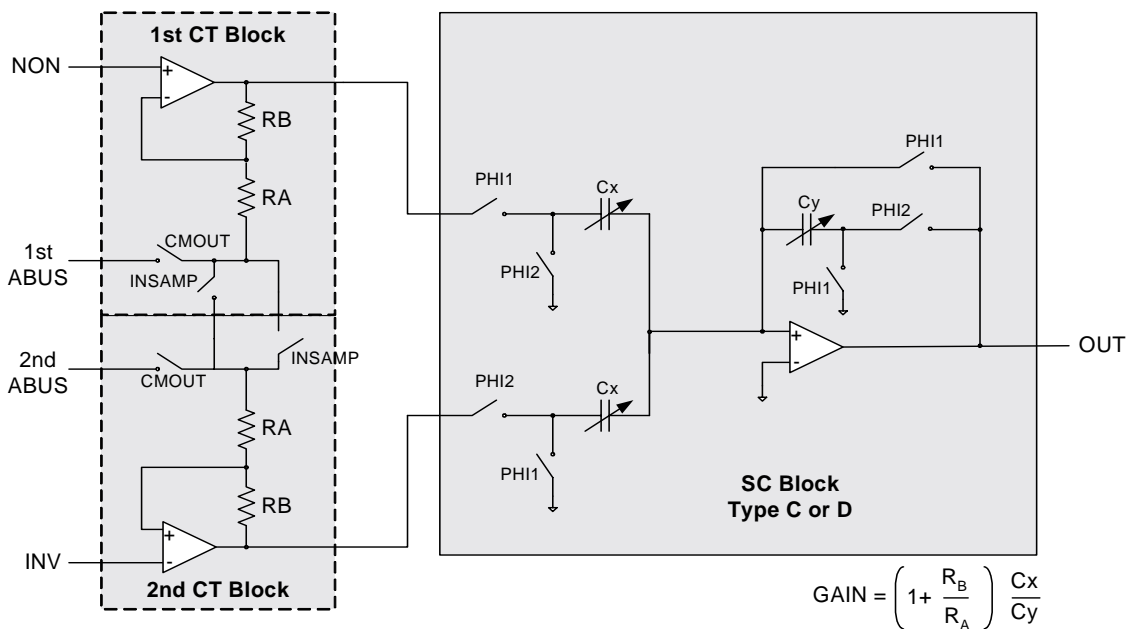 1st CT Block
NON
+
-
RB
RA
CMOUT
1st
ABUS
INSAMP
2nd
ABUS
INSAMP
CMOUT
RA
RB
+
-
INV
2nd CT Block
PHI1
Cx
PHI2
PHI2
Cx
PHI1
PHI1
Cy
PHI2
PHI1
+
-
OUT
SC Block
Type C or D
GAIN = (1+ R_B/R_A) Cx/Cy